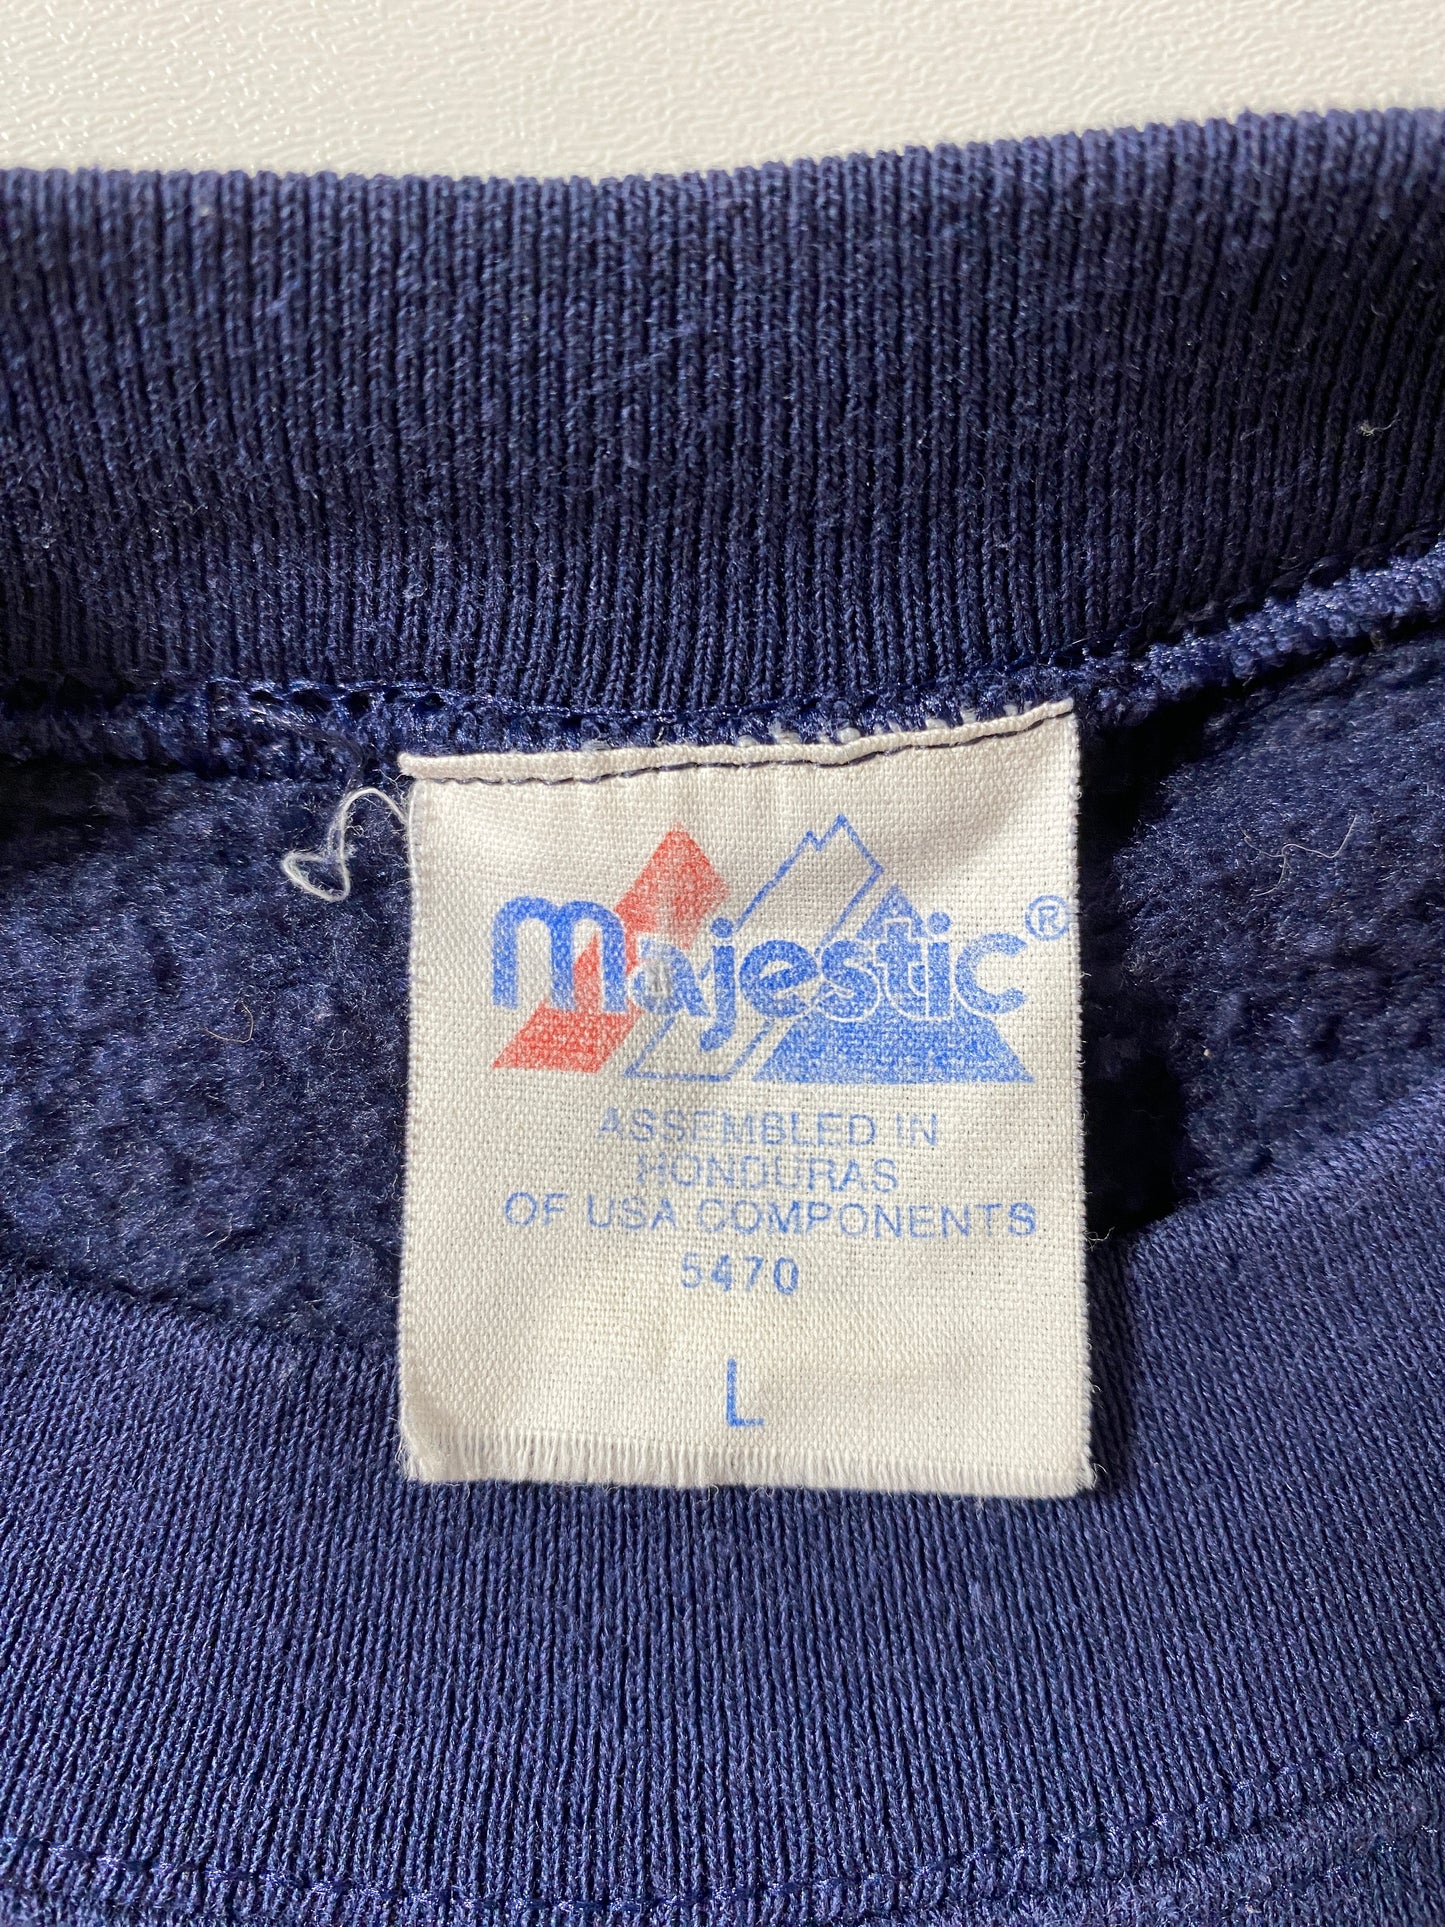 majestic®
ASSEMBLED IN
HONDURAS
OF USA COMPONENTS
5470
L